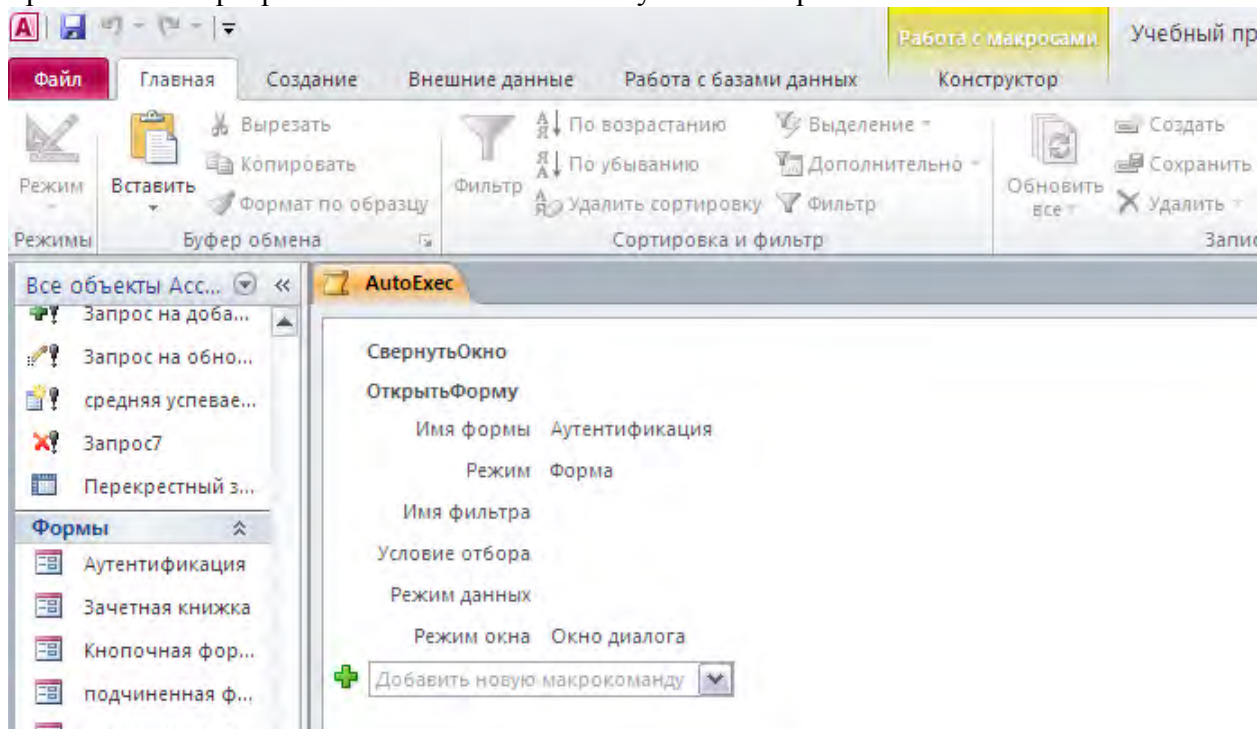 Работа с макросами
Учебный пр
Файл Главная Создание Внешние данные Работа с базами данных Конструктор
Вырезать По возрастанию Выделение Создать
Копировать По убыванию Дополнительно Сохранить
Режим Вставить Формат по образцу Фильтр Удалить сортировку Фильтр Обновить все Удалить
Режимы Буфер обмена Сортировка и фильтр Запис
Все объекты Acc... « AutoExec
Запрос на доба...
Запрос на обно...
средняя успевае...
Запрос7
Перекрестный з...
Формы
Аутентификация
Зачетная книжка
Кнопочная фор...
подчиненная ф...
СвернутьОкно
ОткрытьФорму
Имя формы Аутентификация
Режим Форма
Имя фильтра
Условие отбора
Режим данных
Режим окна Окно диалога
Добавить новую макрокоманду